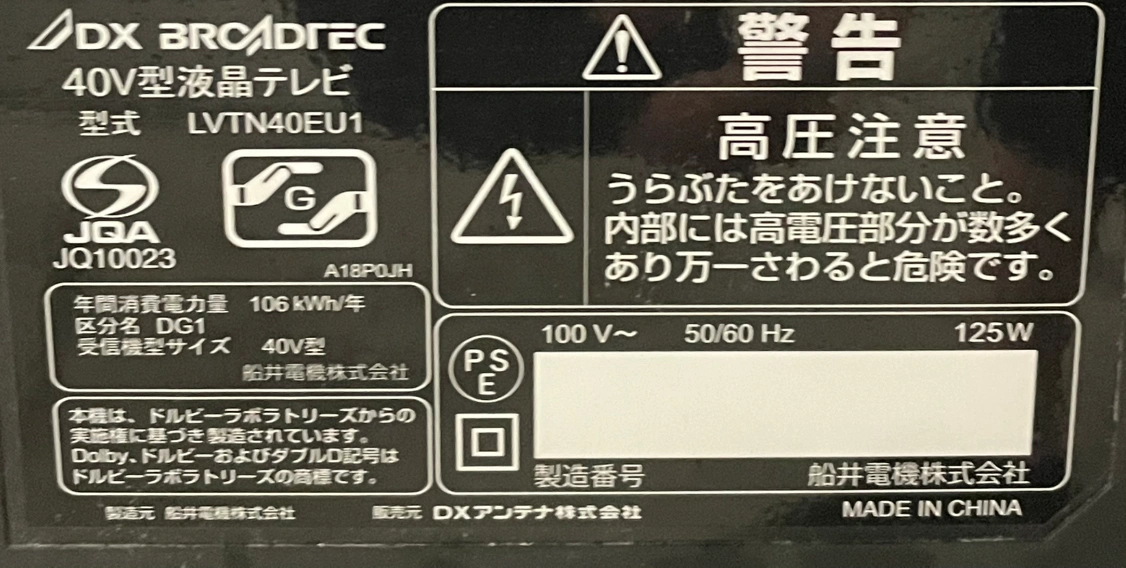 DX BROADTEC
40V型液晶テレビ
型式 LVTN40EU1
JQA
JQ10023
G
A18P0JH
年間消費電力量 106 kWh/年
区分名 DG1
受信機型サイズ 40V型
船井電機株式会社
本機は、ドルビーラボラトリーズからの
実施権に基づき製造されています。
Dolby、ドルビーおよびダブルD記号は
ドルビーラボラトリーズの商標です。
製造元 船井電機株式会社
販売元 DXアンテナ株式会社
警告
高圧注意
うらぶたをあけないこと。
内部には高電圧部分が数多く
あり万一さわると危険です。
PS
E
100 V～ 50/60 Hz 125W
製造番号 船井電機株式会社
MADE IN CHINA